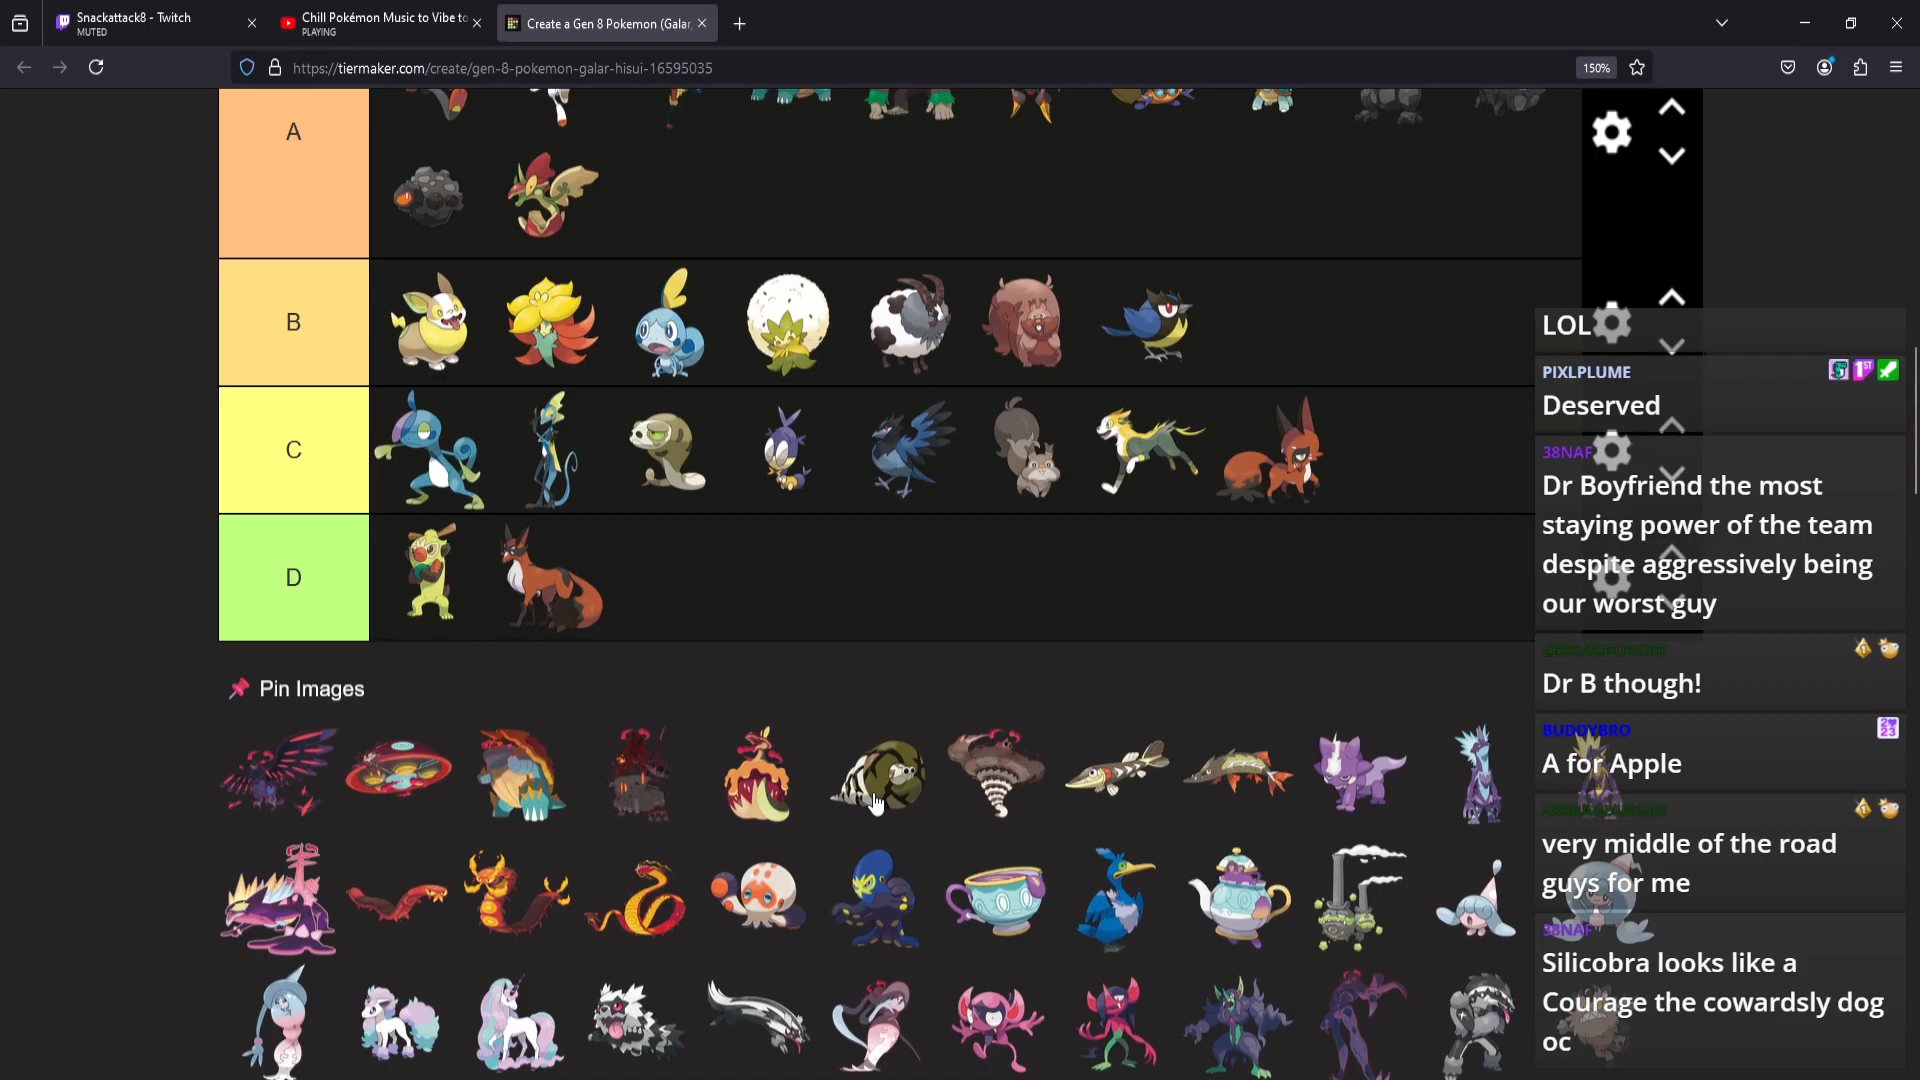 Snackattack8 - Twitch
MUTED
Chill Pokémon Music to Vibe to
PLAYING
Create a Gen 8 Pokemon (Galar,
https://tiermaker.com/create/gen-8-pokemon-galar-hisui-16595035
150%
A
B
C
D
Pin Images
LOL
PIXLPLUME
Deserved
38NAF
Dr Boyfriend the most
staying power of the team
despite aggressively being
our worst guy
Dr B though!
BUDDYBRO
A for Apple
very middle of the road
guys for me
38NAF
Silicobra looks like a
Courage the cowardsly dog
oc